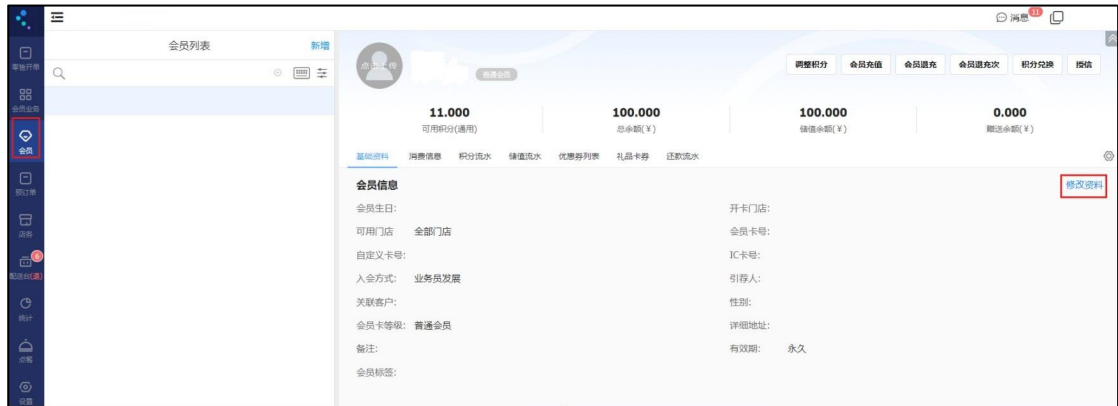 消息 11
会员列表 新增
零售开单
会员业务
会员
预订单
店务
6
配送台(退)
统计
点餐
设置
点击上传
普通会员
调整积分 会员充值 会员退充 会员退充次 积分兑换 授信
11.000 100.000 100.000 0.000
可用积分(通用) 总余额(¥) 储值余额(¥) 赠送余额(¥)
基础资料 消费信息 积分流水 储值流水 优惠券列表 礼品卡券 还款流水
会员信息 修改资料
会员生日: 开卡门店:
可用门店 全部门店 会员卡号:
自定义卡号: IC卡号:
入会方式: 业务员发展 引荐人:
关联客户: 性别:
会员卡等级: 普通会员 详细地址:
备注: 有效期: 永久
会员标签: